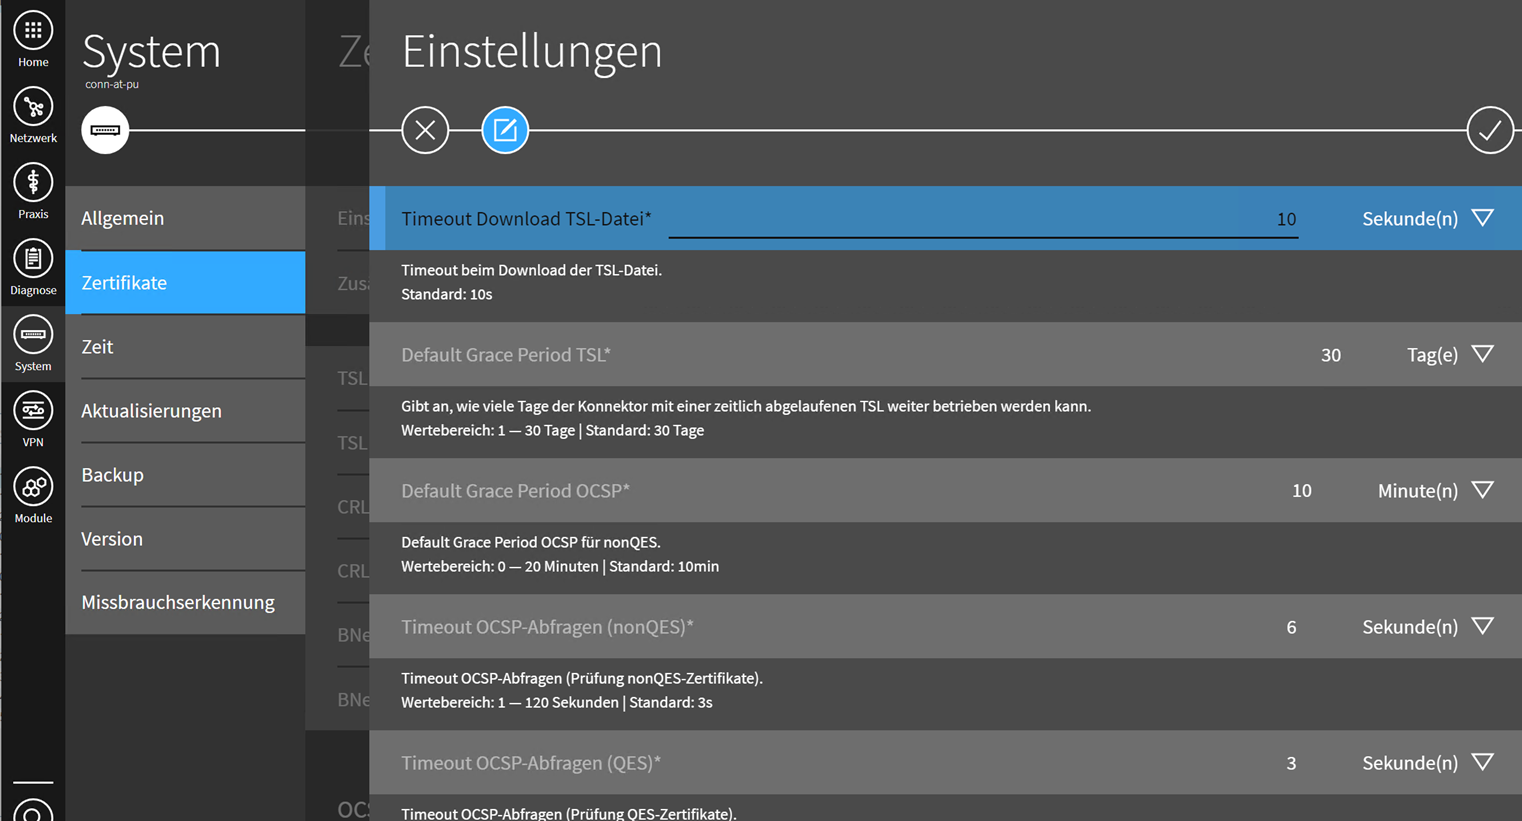 Home
Netzwerk
Praxis
Diagnose
System
VPN
Module
System
conn-at-pu
Allgemein
Zertifikate
Zeit
Aktualisierungen
Backup
Version
Missbrauchserkennung
Einstellungen
Timeout Download TSL-Datei* 10 Sekunde(n)
Timeout beim Download der TSL-Datei.
Standard: 10s
Default Grace Period TSL* 30 Tag(e)
Gibt an, wie viele Tage der Konnektor mit einer zeitlich abgelaufenen TSL weiter betrieben werden kann.
Wertebereich: 1 — 30 Tage | Standard: 30 Tage
Default Grace Period OCSP* 10 Minute(n)
Default Grace Period OCSP für nonQES.
Wertebereich: 0 — 20 Minuten | Standard: 10min
Timeout OCSP-Abfragen (nonQES)* 6 Sekunde(n)
Timeout OCSP-Abfragen (Prüfung nonQES-Zertifikate).
Wertebereich: 1 — 120 Sekunden | Standard: 3s
Timeout OCSP-Abfragen (QES)* 3 Sekunde(n)
Timeout OCSP-Abfragen (Prüfung QES-Zertifikate).
TSL
TSL
CRL
CRL